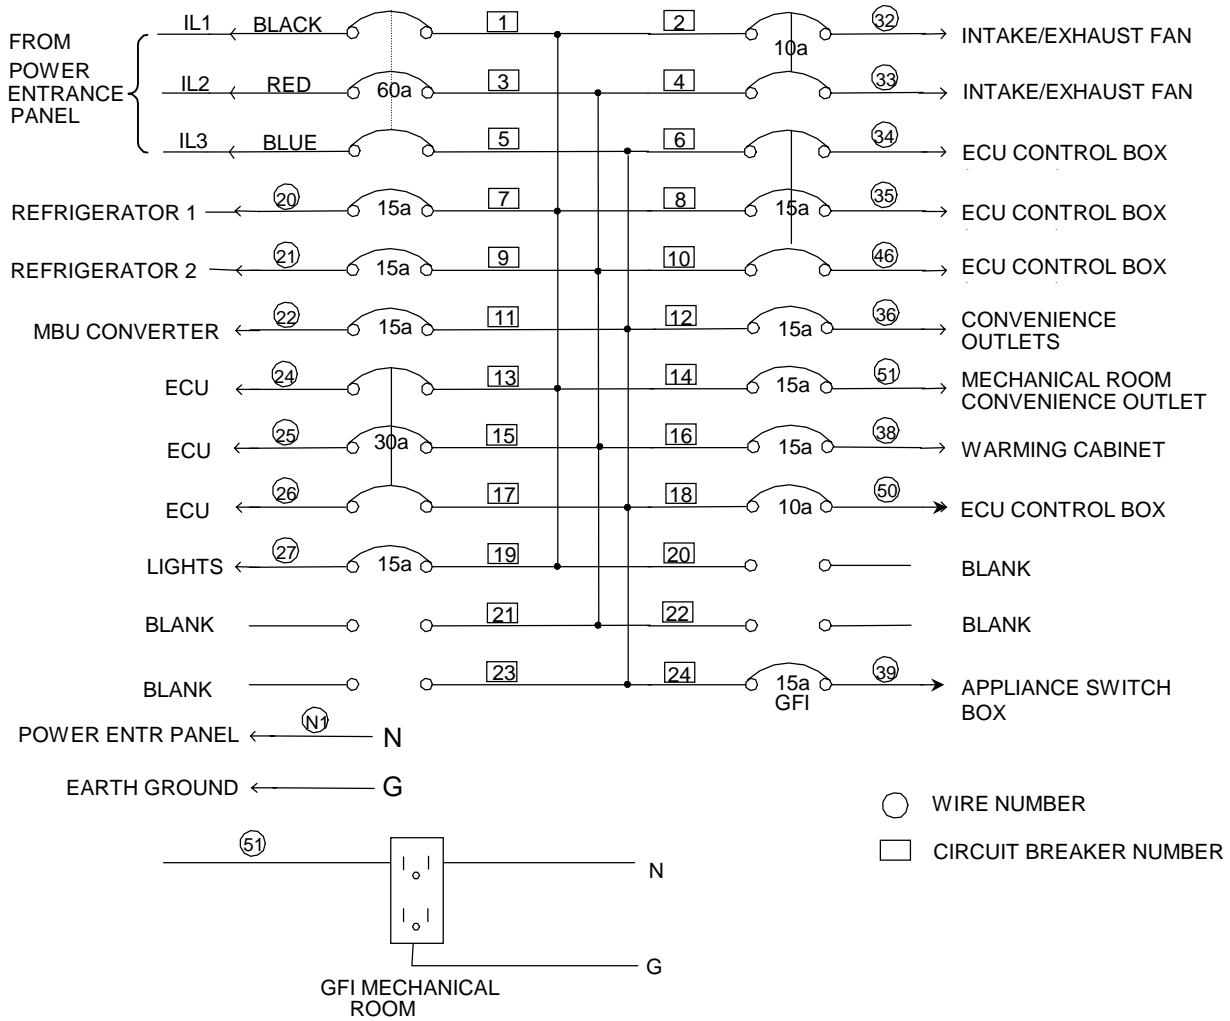 IL1 BLACK 1 2 32
FROM
POWER
ENTRANCE
PANEL
10a INTAKE/EXHAUST FAN
IL2 RED 60a 3 4 33 INTAKE/EXHAUST FAN
IL3 BLUE 5 6 34 ECU CONTROL BOX
REFRIGERATOR 1 20 15a 7 8 15a 35 ECU CONTROL BOX
REFRIGERATOR 2 21 15a 9 10 46 ECU CONTROL BOX
MBU CONVERTER 22 15a 11 12 15a 36 CONVENIENCE
OUTLETS
ECU 24 13 14 15a 51 MECHANICAL ROOM
CONVENIENCE OUTLET
ECU 25 30a 15 16 15a 38 WARMING CABINET
ECU 26 17 18 10a 50 ECU CONTROL BOX
LIGHTS 27 15a 19 20 BLANK
BLANK 21 22 BLANK
BLANK 23 24 15a 39 APPLIANCE SWITCH
GFI BOX
POWER ENTR PANEL N1 N
EARTH GROUND G
WIRE NUMBER
CIRCUIT BREAKER NUMBER
51 N
G
GFI MECHANICAL
ROOM